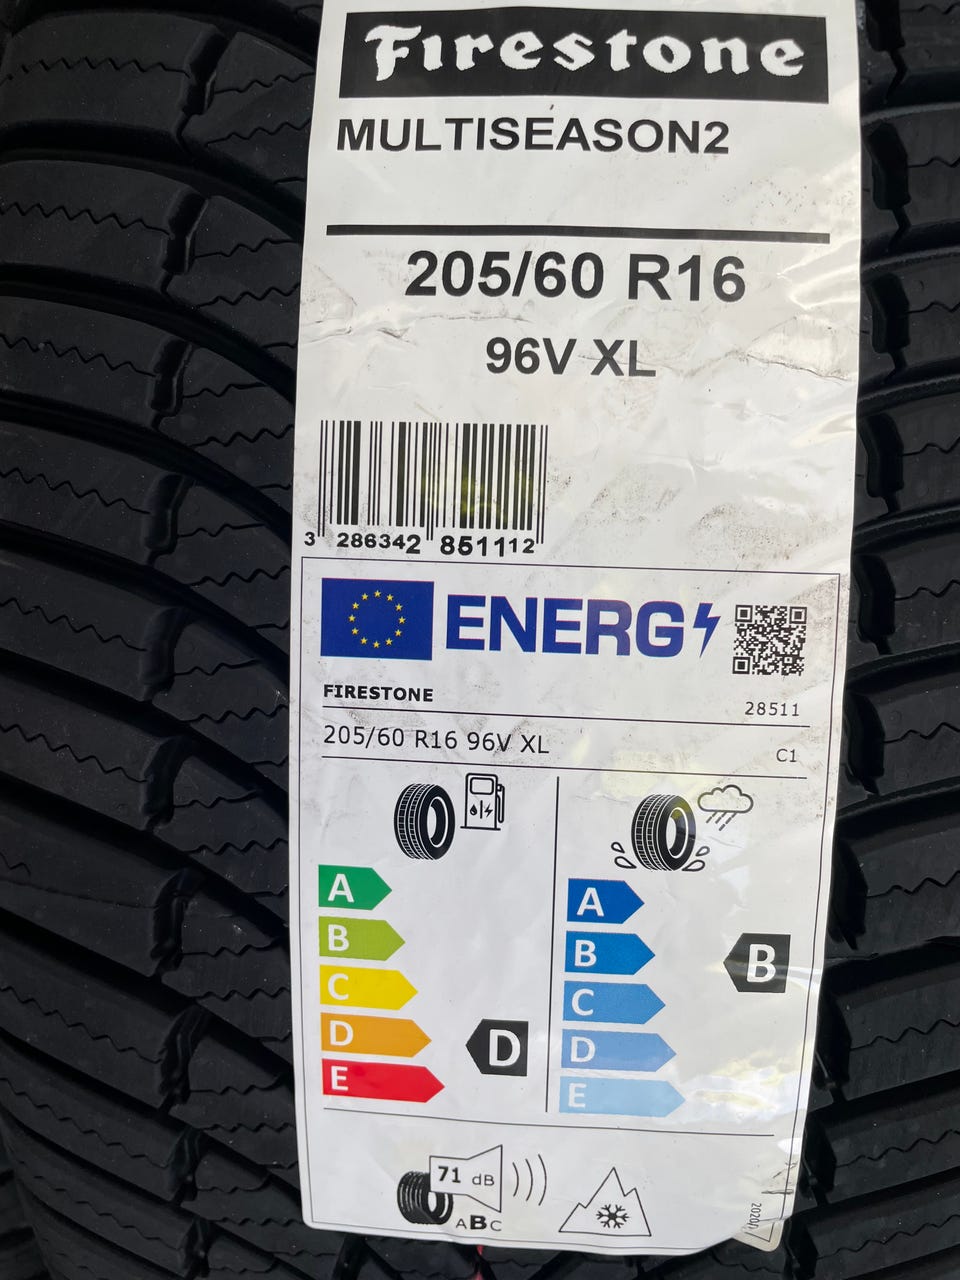 Firestone
MULTISEASON2
205/60 R16
96V XL
3 286342 851112
ENERG
FIRESTONE
28511
205/60 R16 96V XL
C1
A
B
C
D
E
D
A
B
C
D
E
B
71 dB
ABC